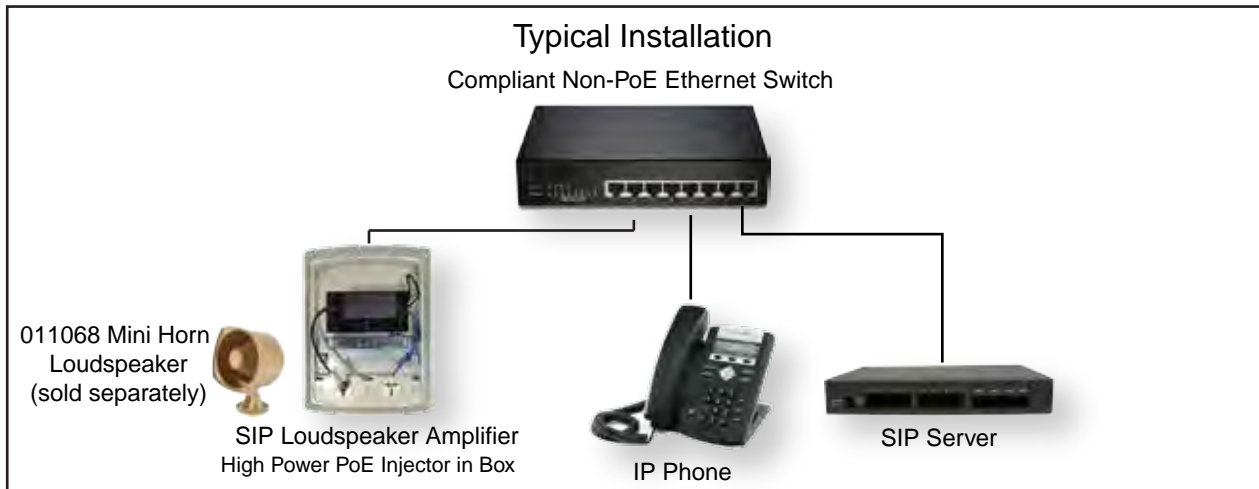 Typical Installation
Compliant Non-PoE Ethernet Switch
011068 Mini Horn
Loudspeaker
(sold separately)
SIP Loudspeaker Amplifier
High Power PoE Injector in Box
IP Phone
SIP Server